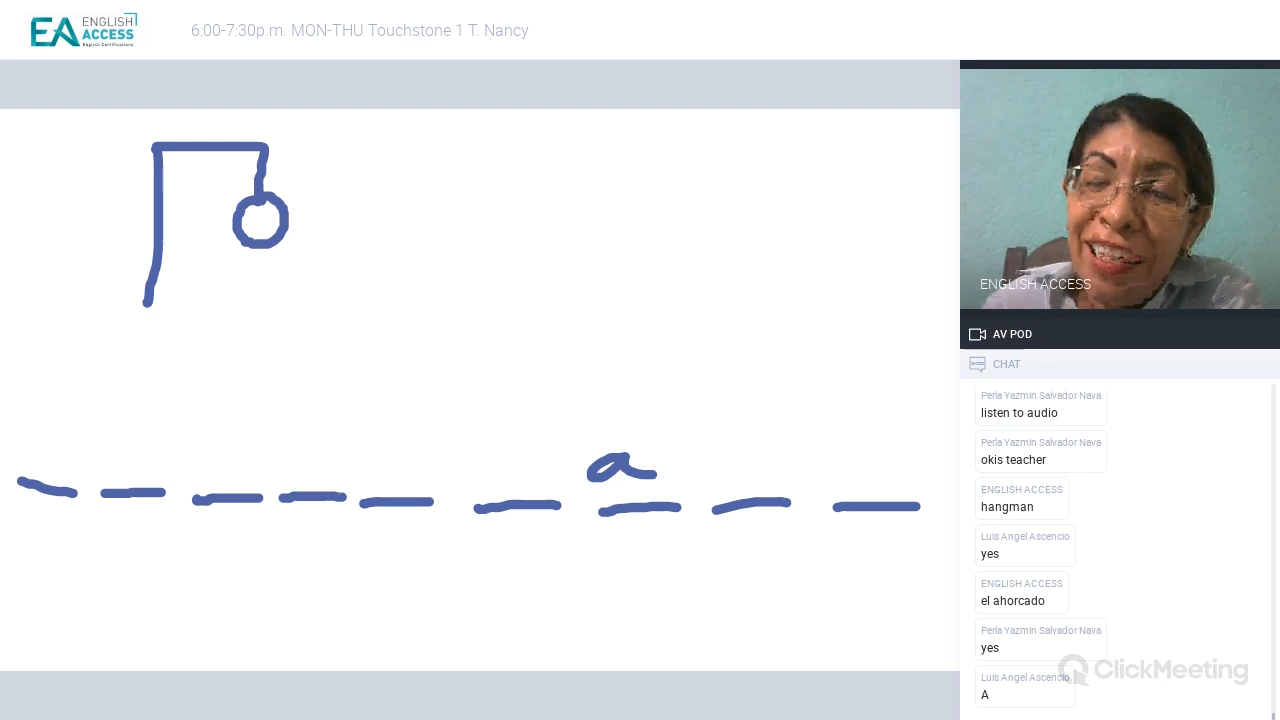 EA ENGLISH ACCESS
English Certifications
6:00-7:30p.m. MON-THU Touchstone 1 T. Nancy
a
ENGLISH ACCESS
AV POD
CHAT
Perla Yazmin Salvador Nava
listen to audio
Perla Yazmin Salvador Nava
okis teacher
ENGLISH ACCESS
hangman
Luis Angel Ascencio
yes
ENGLISH ACCESS
el ahorcado
Perla Yazmin Salvador Nava
yes
Luis Angel Ascencio
A
ClickMeeting